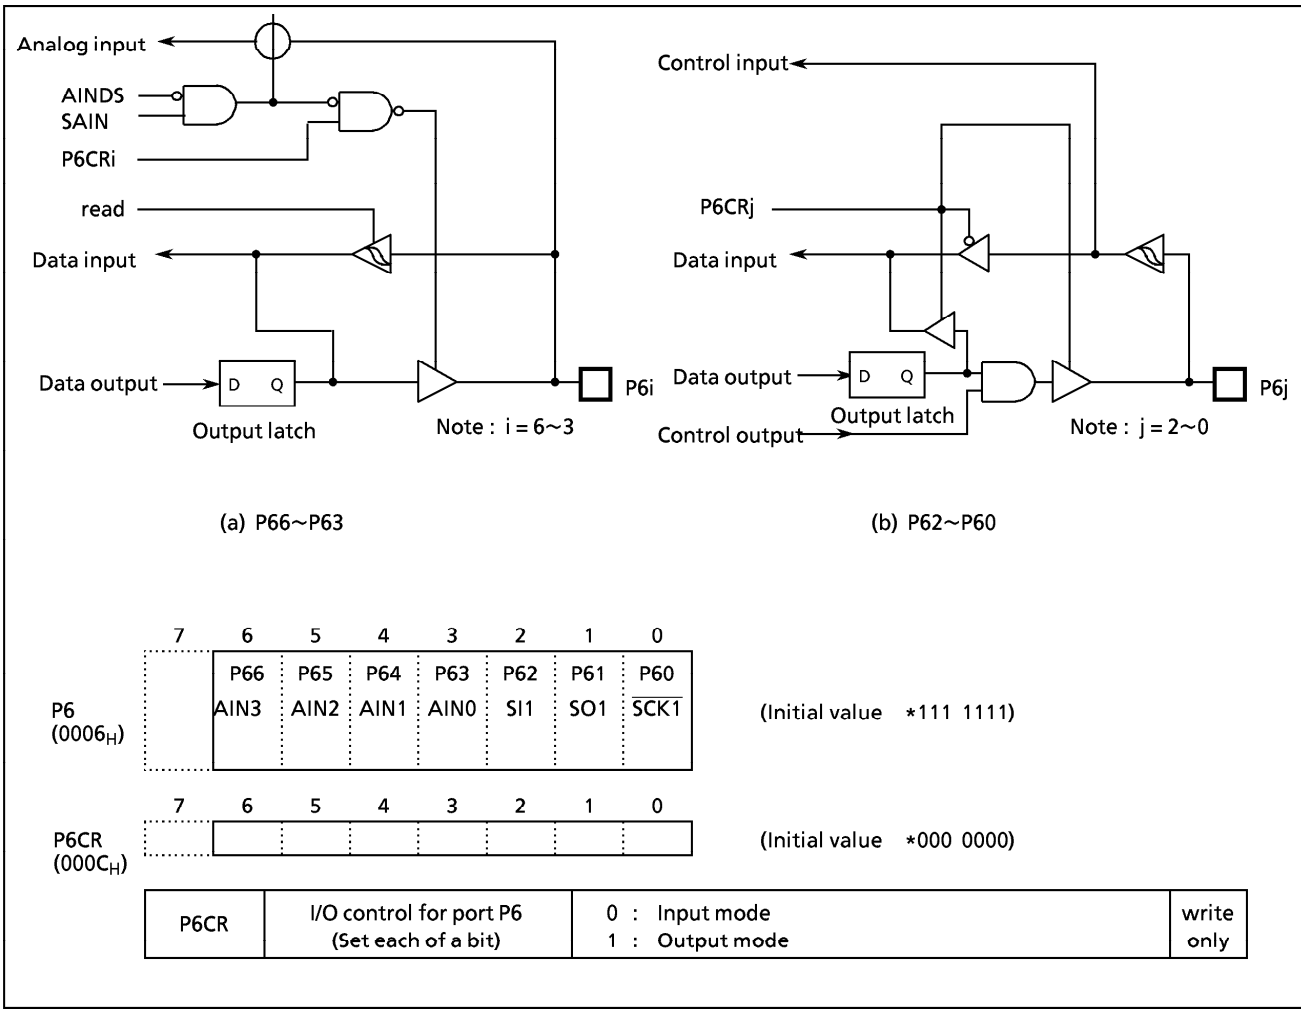 Analog input
AINDS
SAIN
P6CRi
read
Data input
Data output
D Q
Output latch
P6i
Note : i = 6~3
(a) P66~P63
Control input
P6CRj
Data input
Data output
D Q
Output latch
Control output
P6j
Note : j = 2~0
(b) P62~P60
7 6 5 4 3 2 1 0
P6
(0006H)
P66 P65 P64 P63 P62 P61 P60
AIN3 AIN2 AIN1 AIN0 SI1 SO1 S̅C̅K̅1̅
(Initial value *111 1111)
7 6 5 4 3 2 1 0
P6CR
(000CH)
(Initial value *000 0000)
P6CR
I/O control for port P6
(Set each of a bit)
0 : Input mode
1 : Output mode
write
only